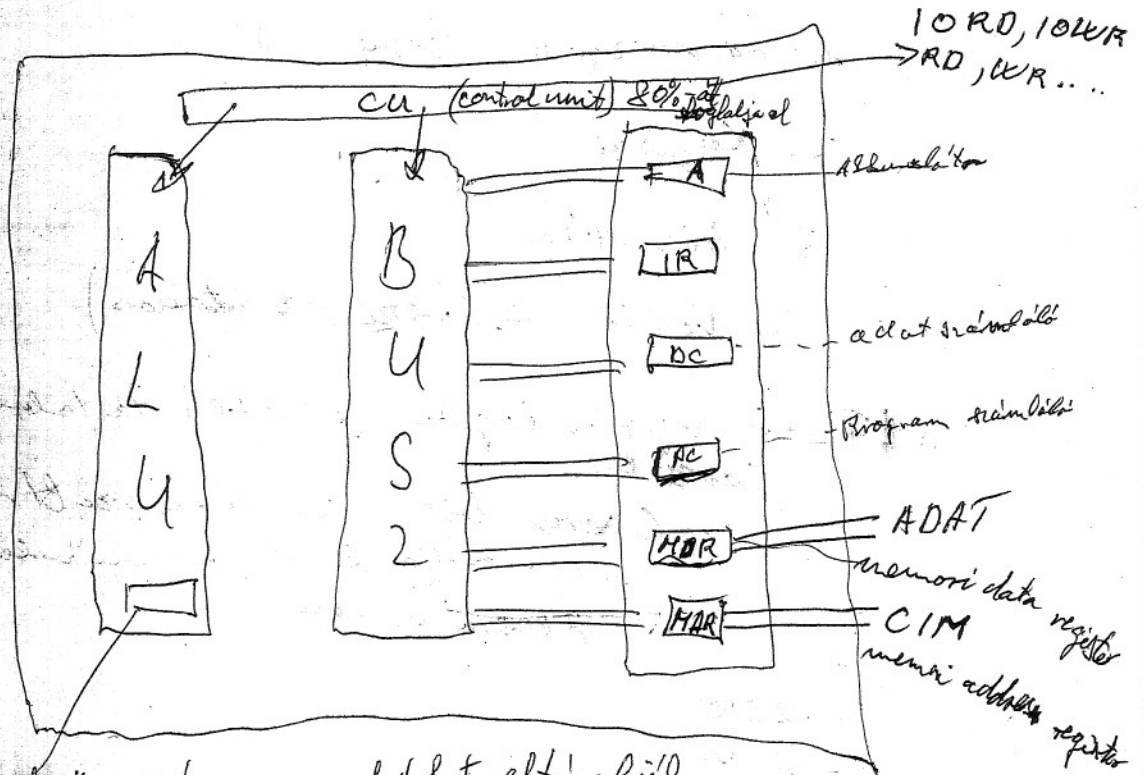 IORD, IOWR
RD, WR....
CU (control unit) 80%-át foglalja el
A
Akkumulátor
IR
DC
adat számláló
PC
Program számláló
MDR
ADAT
memori data register
MAR
CIM
memori address register
A
L
U
B
U
S
2